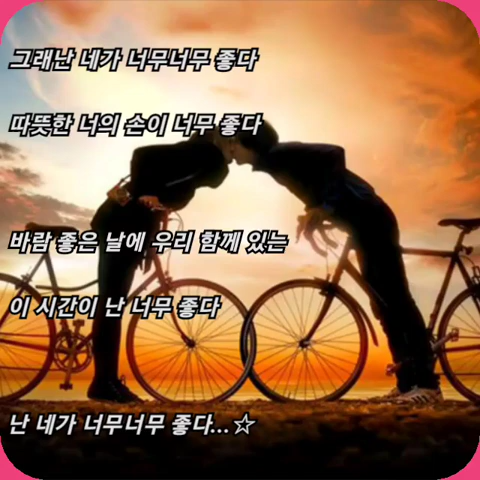 그래난 네가 너무너무 좋다
따뜻한 너의 손이 너무 좋다
바람 좋은 날에 우리 함께 있는
이 시간이 난 너무 좋다
난 네가 너무너무 좋다...☆